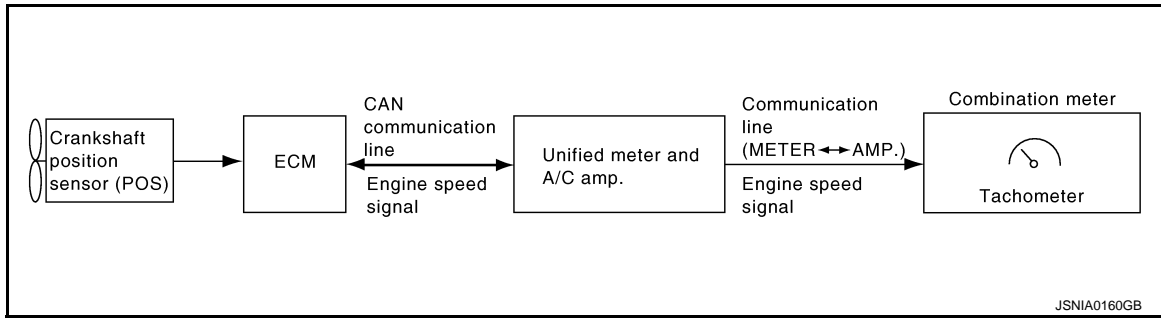 Crankshaft
position
sensor (POS)
ECM
CAN
communication
line
Engine speed
signal
Unified meter and
A/C amp.
Communication
line
(METER ↔ AMP.)
Engine speed
signal
Combination meter
Tachometer
JSNIA0160GB